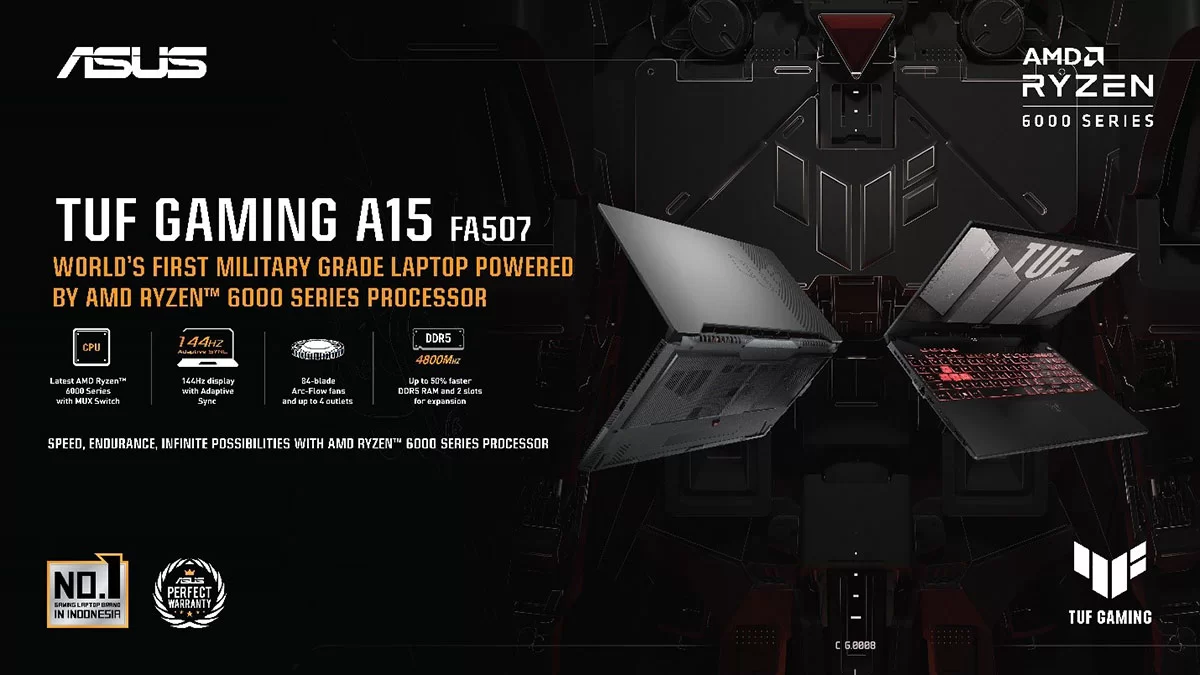 ASUS
AMD
RYZEN
6000 SERIES
TUF GAMING A15 FA507
WORLD'S FIRST MILITARY GRADE LAPTOP POWERED
BY AMD RYZEN™ 6000 SERIES PROCESSOR
CPU
Latest AMD Ryzen™
6000 Series
with MUX Switch
144HZ
Adaptive SYNC
144Hz display
with Adaptive
Sync
84-blade
Arc-Flow fans
and up to 4 outlets
DDR5
4800MHZ
Up to 50% faster
DDR5 RAM and 2 slots
for expansion
SPEED, ENDURANCE, INFINITE POSSIBILITIES WITH AMD RYZEN™ 6000 SERIES PROCESSOR
TUF
NO.1
GAMING LAPTOP BRAND
IN INDONESIA
ASUS
PERFECT
WARRANTY
C 6.0008
TUF GAMING